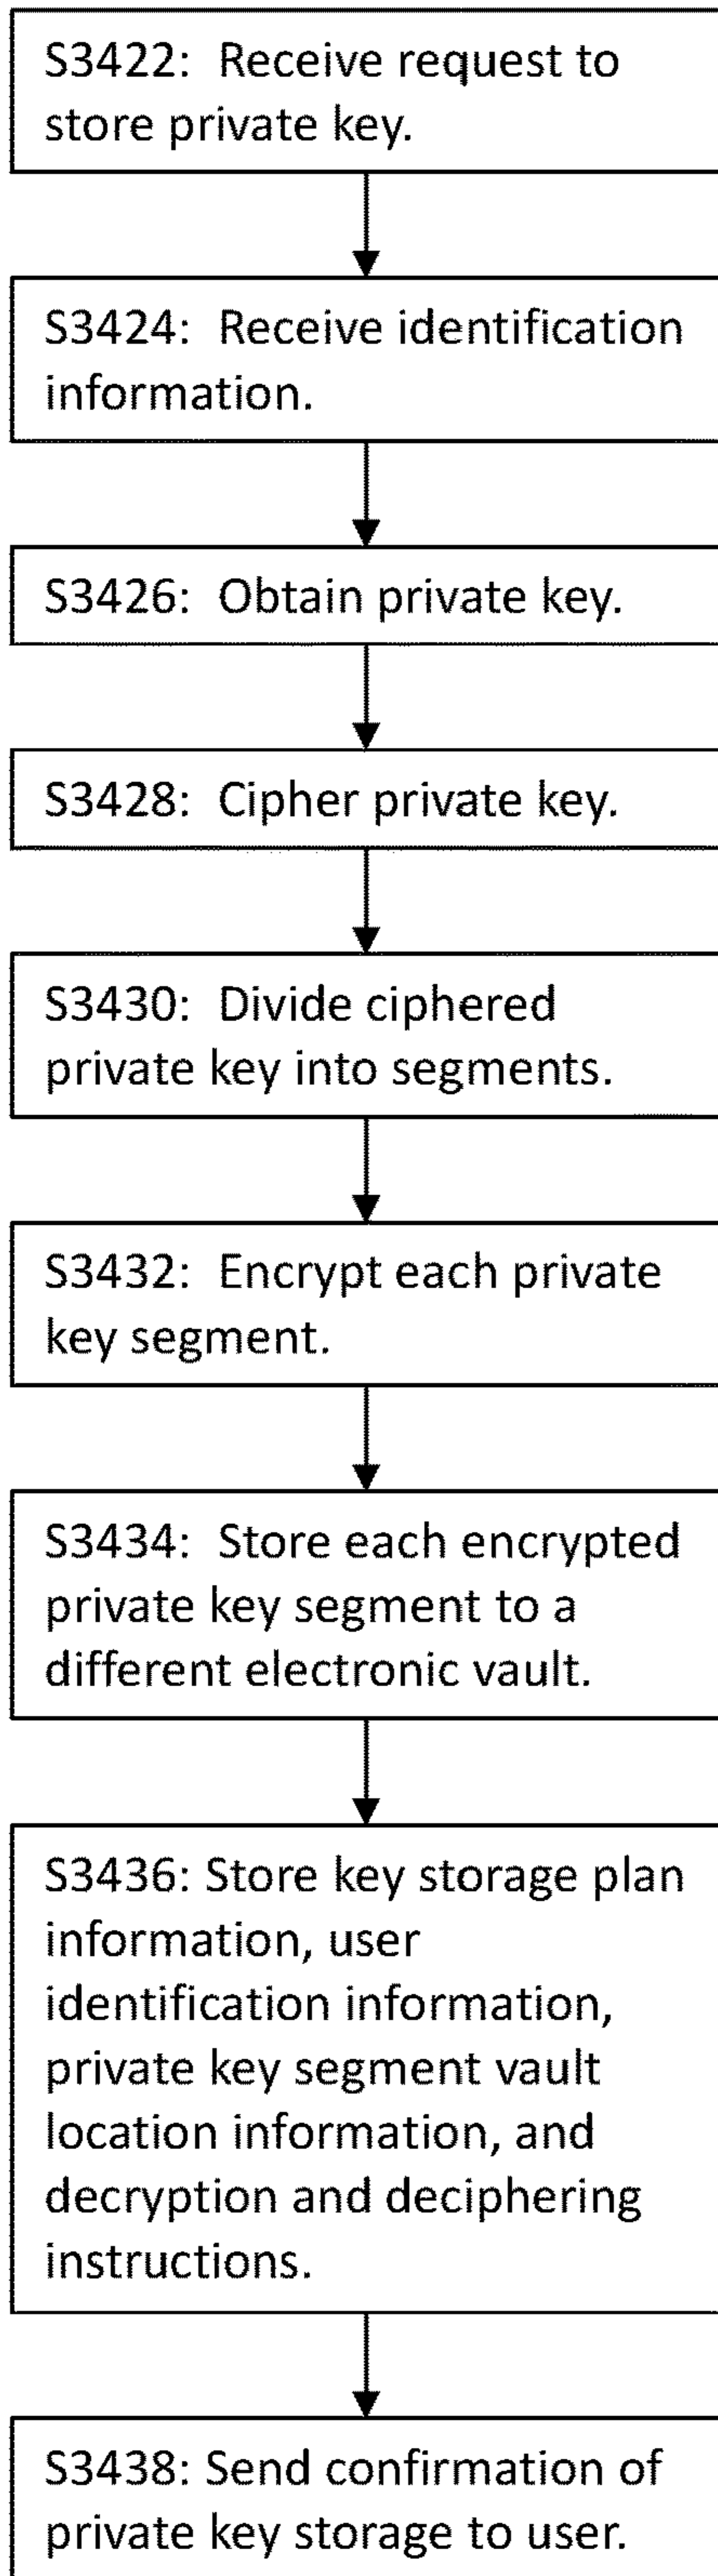 S3422: Receive request to
store private key.
S3424: Receive identification
information.
S3426: Obtain private key.
S3428: Cipher private key.
S3430: Divide ciphered
private key into segments.
S3432: Encrypt each private
key segment.
S3434: Store each encrypted
private key segment to a
different electronic vault.
S3436: Store key storage plan
information, user
identification information,
private key segment vault
location information, and
decryption and deciphering
instructions.
S3438: Send confirmation of
private key storage to user.